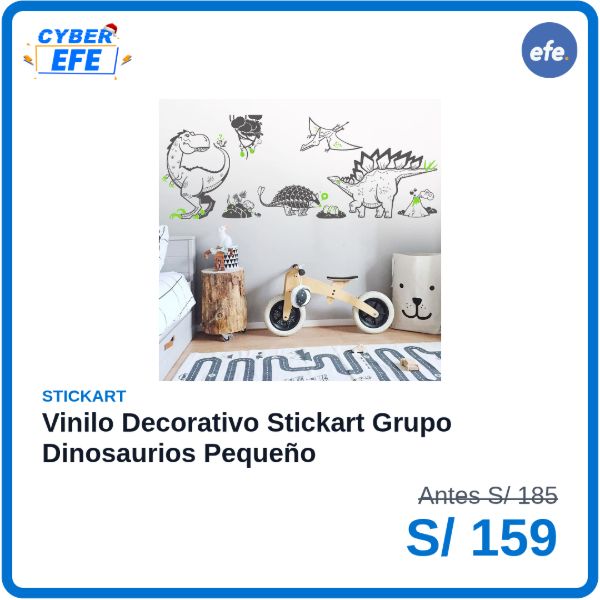 CYBER
EFE
efe.
STICKART
Vinilo Decorativo Stickart Grupo
Dinosaurios Pequeño
Antes S/ 185
S/ 159